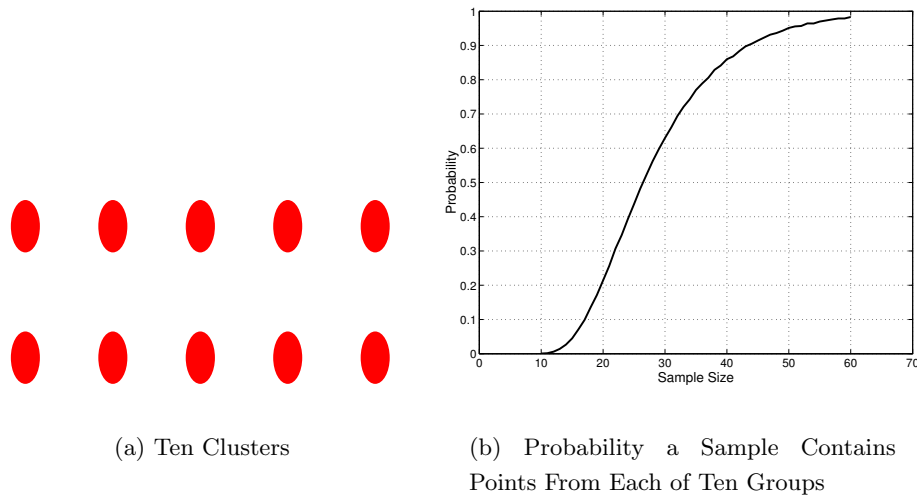 1
0.9
0.8
0.7
0.6
0.5
0.4
0.3
0.2
0.1
0
Probability
0 10 20 30 40 50 60 70
Sample Size
(a) Ten Clusters
(b) Probability a Sample Contains
Points From Each of Ten Groups